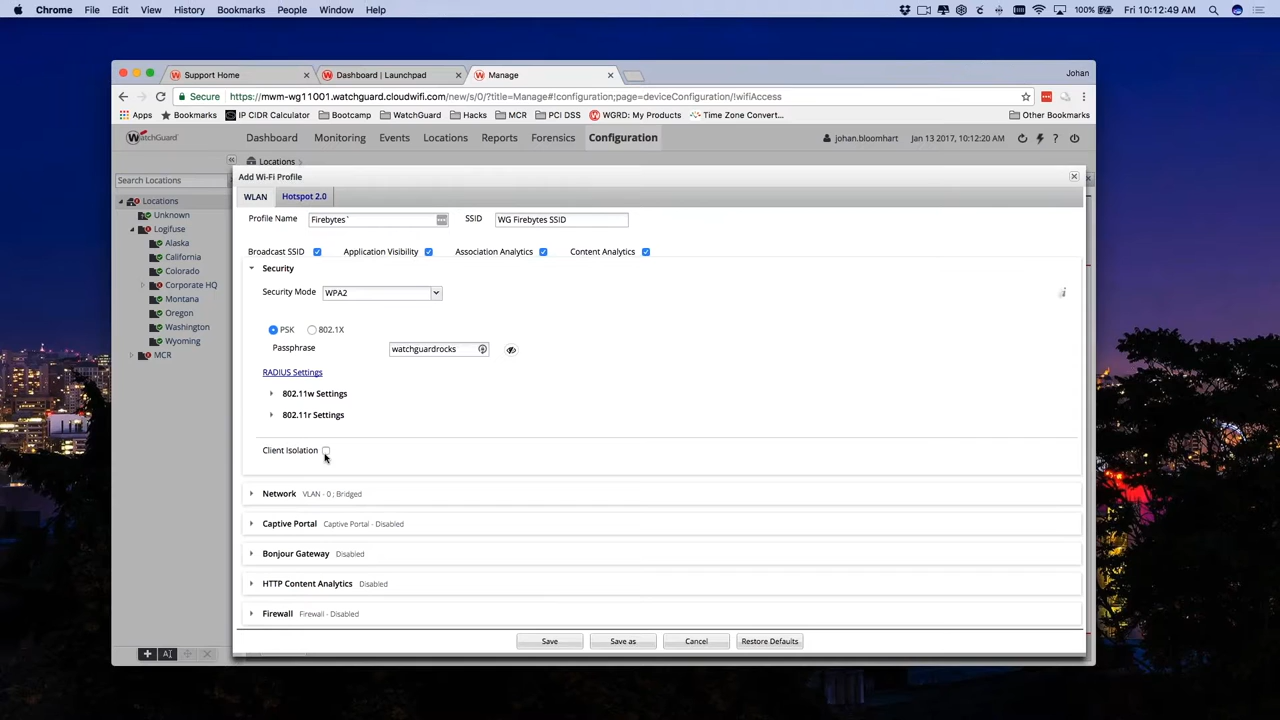 Chrome File Edit View History Bookmarks People Window Help 100% Fri 10:12:49 AM
Support Home Dashboard | Launchpad Manage Johan
Secure https://mwm-wg11001.watchguard.cloudwifi.com/new/s/0/?title=Manage#!configuration;page=deviceConfiguration/!wifiAccess
Apps Bookmarks IP CIDR Calculator Bootcamp WatchGuard Hacks MCR PCI DSS WGRD: My Products Time Zone Convert... Other Bookmarks
WatchGuard Dashboard Monitoring Events Locations Reports Forensics Configuration johan.bloomhart Jan 13 2017, 10:12:20 AM
Locations
Search Locations
Locations
Unknown
Logifuse
Alaska
California
Colorado
Corporate HQ
Montana
Oregon
Washington
Wyoming
MCR
Add Wi-Fi Profile
WLAN Hotspot 2.0
Profile Name Firebytes` SSID WG Firebytes SSID
Broadcast SSID Application Visibility Association Analytics Content Analytics
Security
Security Mode WPA2
PSK 802.1X
Passphrase watchguardrocks
RADIUS Settings
802.11w Settings
802.11r Settings
Client Isolation
Network VLAN - 0 ; Bridged
Captive Portal Captive Portal - Disabled
Bonjour Gateway Disabled
HTTP Content Analytics Disabled
Firewall Firewall - Disabled
Save Save as Cancel Restore Defaults